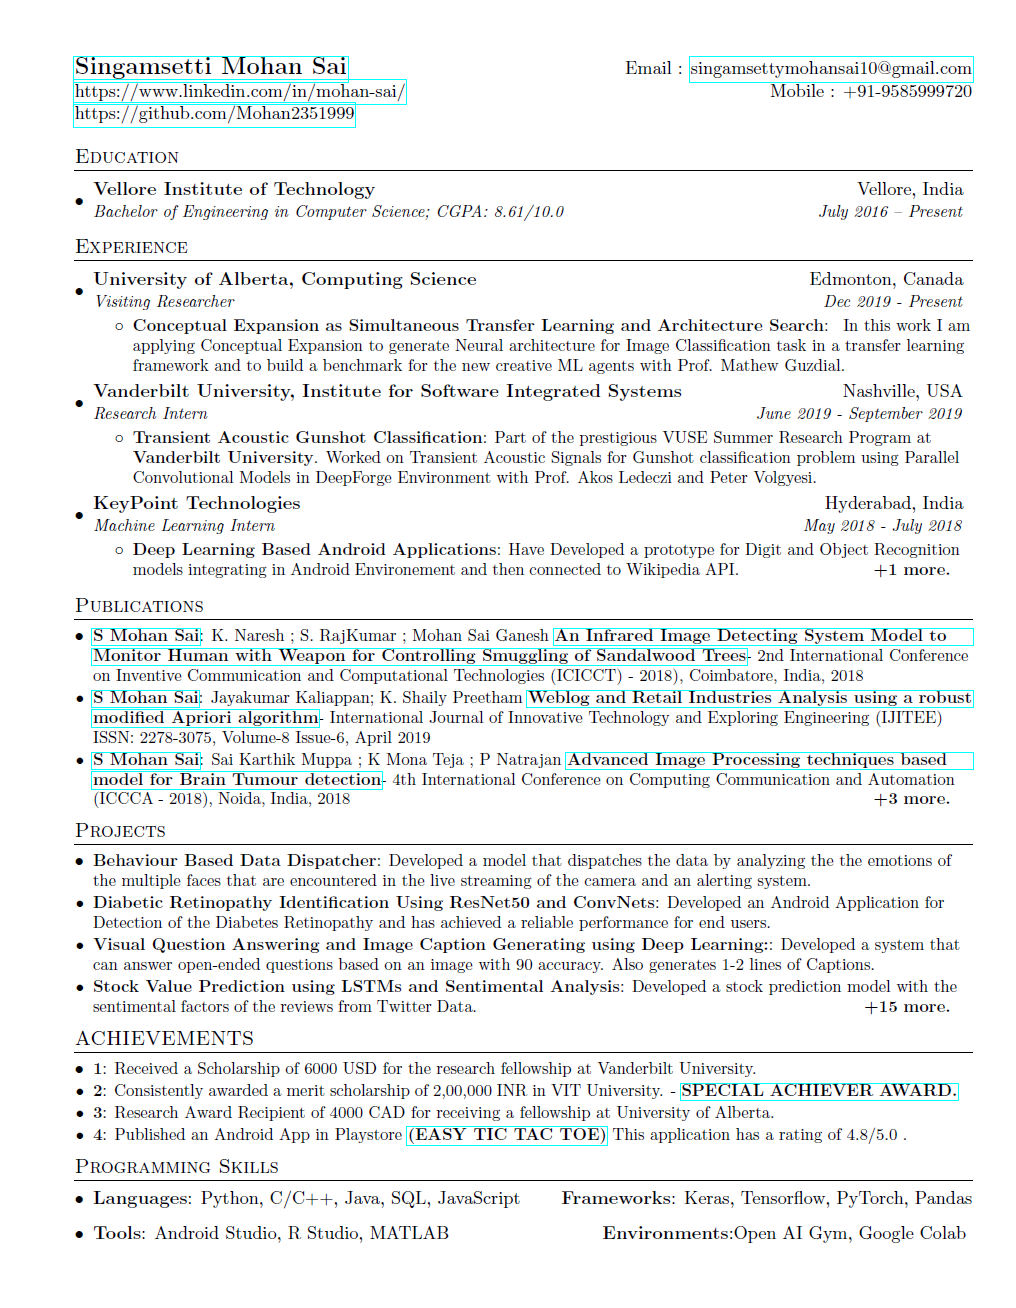 Singamsetti Mohan Sai Email : singamsettymohansai10@gmail.com
https://www.linkedin.com/in/mohan-sai/ Mobile : +91-9585999720
https://github.com/Mohan2351999
EDUCATION
• Vellore Institute of Technology Vellore, India
Bachelor of Engineering in Computer Science; CGPA: 8.61/10.0 July 2016 – Present
EXPERIENCE
• University of Alberta, Computing Science Edmonton, Canada
Visiting Researcher Dec 2019 - Present
◦ Conceptual Expansion as Simultaneous Transfer Learning and Architecture Search: In this work I am
applying Conceptual Expansion to generate Neural architecture for Image Classification task in a transfer learning
framework and to build a benchmark for the new creative ML agents with Prof. Mathew Guzdial.
• Vanderbilt University, Institute for Software Integrated Systems Nashville, USA
Research Intern June 2019 - September 2019
◦ Transient Acoustic Gunshot Classification: Part of the prestigious VUSE Summer Research Program at
Vanderbilt University. Worked on Transient Acoustic Signals for Gunshot classification problem using Parallel
Convolutional Models in DeepForge Environment with Prof. Akos Ledeczi and Peter Volgyesi.
• KeyPoint Technologies Hyderabad, India
Machine Learning Intern May 2018 - July 2018
◦ Deep Learning Based Android Applications: Have Developed a prototype for Digit and Object Recognition
models integrating in Android Environement and then connected to Wikipedia API. +1 more.
PUBLICATIONS
• S Mohan Sai: K. Naresh ; S. RajKumar ; Mohan Sai Ganesh An Infrared Image Detecting System Model to
Monitor Human with Weapon for Controlling Smuggling of Sandalwood Trees- 2nd International Conference
on Inventive Communication and Computational Technologies (ICICCT) - 2018), Coimbatore, India, 2018
• S Mohan Sai: Jayakumar Kaliappan; K. Shaily Preetham Weblog and Retail Industries Analysis using a robust
modified Apriori algorithm- International Journal of Innovative Technology and Exploring Engineering (IJITEE)
ISSN: 2278-3075, Volume-8 Issue-6, April 2019
• S Mohan Sai: Sai Karthik Muppa ; K Mona Teja ; P Natrajan Advanced Image Processing techniques based
model for Brain Tumour detection- 4th International Conference on Computing Communication and Automation
(ICCCA - 2018), Noida, India, 2018 +3 more.
PROJECTS
• Behaviour Based Data Dispatcher: Developed a model that dispatches the data by analyzing the the emotions of
the multiple faces that are encountered in the live streaming of the camera and an alerting system.
• Diabetic Retinopathy Identification Using ResNet50 and ConvNets: Developed an Android Application for
Detection of the Diabetes Retinopathy and has achieved a reliable performance for end users.
• Visual Question Answering and Image Caption Generating using Deep Learning:: Developed a system that
can answer open-ended questions based on an image with 90 accuracy. Also generates 1-2 lines of Captions.
• Stock Value Prediction using LSTMs and Sentimental Analysis: Developed a stock prediction model with the
sentimental factors of the reviews from Twitter Data. +15 more.
ACHIEVEMENTS
• 1: Received a Scholarship of 6000 USD for the research fellowship at Vanderbilt University.
• 2: Consistently awarded a merit scholarship of 2,00,000 INR in VIT University. - SPECIAL ACHIEVER AWARD.
• 3: Research Award Recipient of 4000 CAD for receiving a fellowship at University of Alberta.
• 4: Published an Android App in Playstore (EASY TIC TAC TOE) This application has a rating of 4.8/5.0 .
PROGRAMMING SKILLS
• Languages: Python, C/C++, Java, SQL, JavaScript Frameworks: Keras, Tensorflow, PyTorch, Pandas
• Tools: Android Studio, R Studio, MATLAB Environments:Open AI Gym, Google Colab